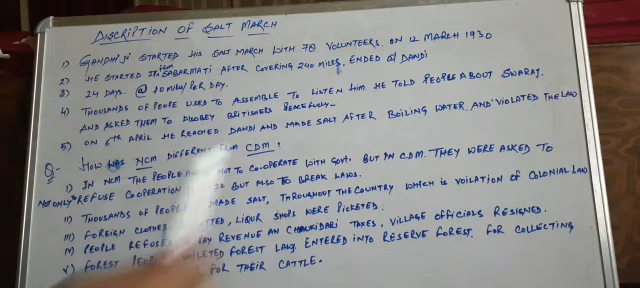 DISCRIPTION OF SALT MARCH
1) GANDHI JI STARTED HIS SALT MARCH WITH 78 VOLUNTEERS, ON 12 MARCH 1930
2) HE STARTED IT from SABARMATI AFTER COVERING 240 MILES, ENDED at DANDI
3) 24 DAYS. @ 10 MILE/PER DAY.
4) THOUSANDS OF PEOPLE USED TO ASSEMBLE TO LISTEN HIM. HE TOLD PEOPLE ABOUT SWARAJ.
AND ASKED THEM TO DISOBEY BRITISHERS PEACEFULLY
5) ON 6th APRIL HE REACHED DANDI AND MADE SALT AFTER BOILING WATER. AND VIOLATED THE LAW
Q:- HOW WAS NCM DIFFERENT from CDM:
I) IN NCM THE PEOPLE NOT TO CO-OPERATE WITH Govt. BUT IN CDM. THEY WERE ASKED TO
NOT ONLY REFUSE COOPERATION BUT ALSO TO BREAK LAWS.
II) THOUSANDS OF MADE SALT, THROUGHOUT THE COUNTRY WHICH IS VOILATION OF COLONIAL LAW
III) FOREIGN CLOTHES, LIQUR SHOPS WERE PICKETED.
IV) PEOPLE REFUSED REVENUE AN CHAUKIDARI TAXES, VILLAGE OFFICIALS RESIGNED.
V) FOREST FOREST LAWS. ENTERED INTO RESERVE FOREST. FOR COLLECTING
FOR THEIR CATTLE.